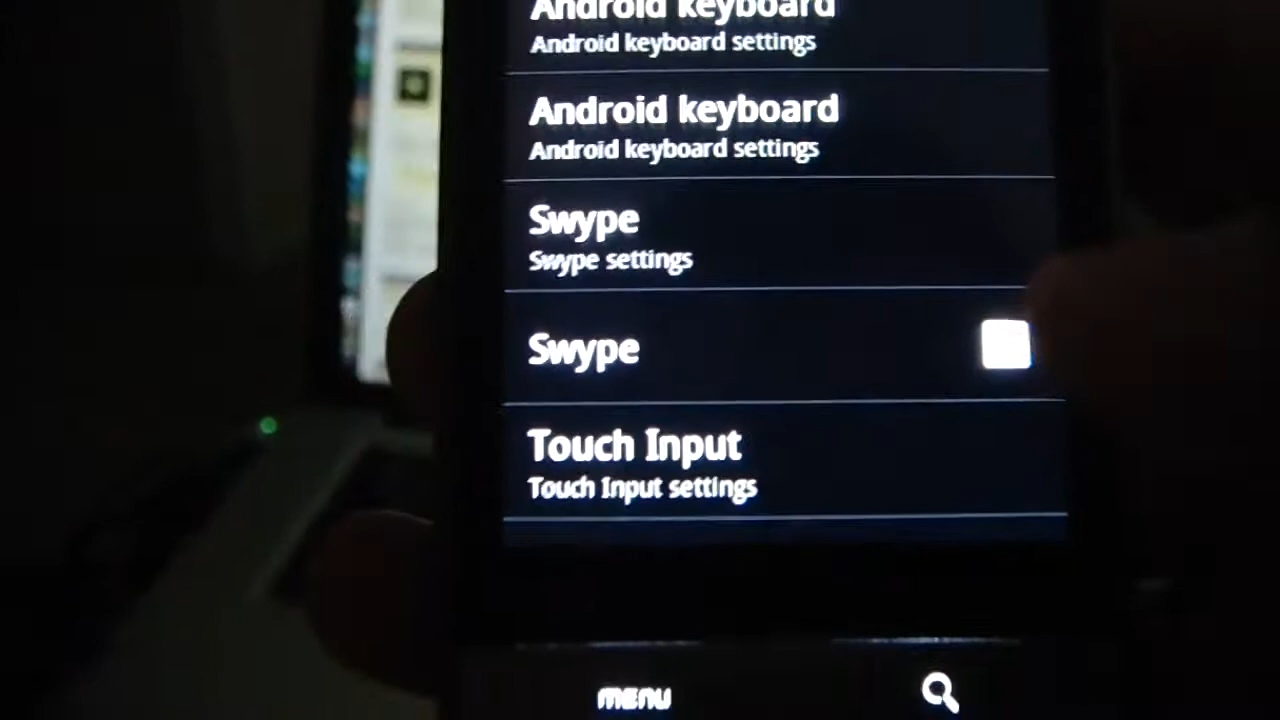 Android keyboard
Android keyboard settings
Android keyboard
Android keyboard settings
Swype
Swype settings
Swype
Touch Input
Touch Input settings
menu